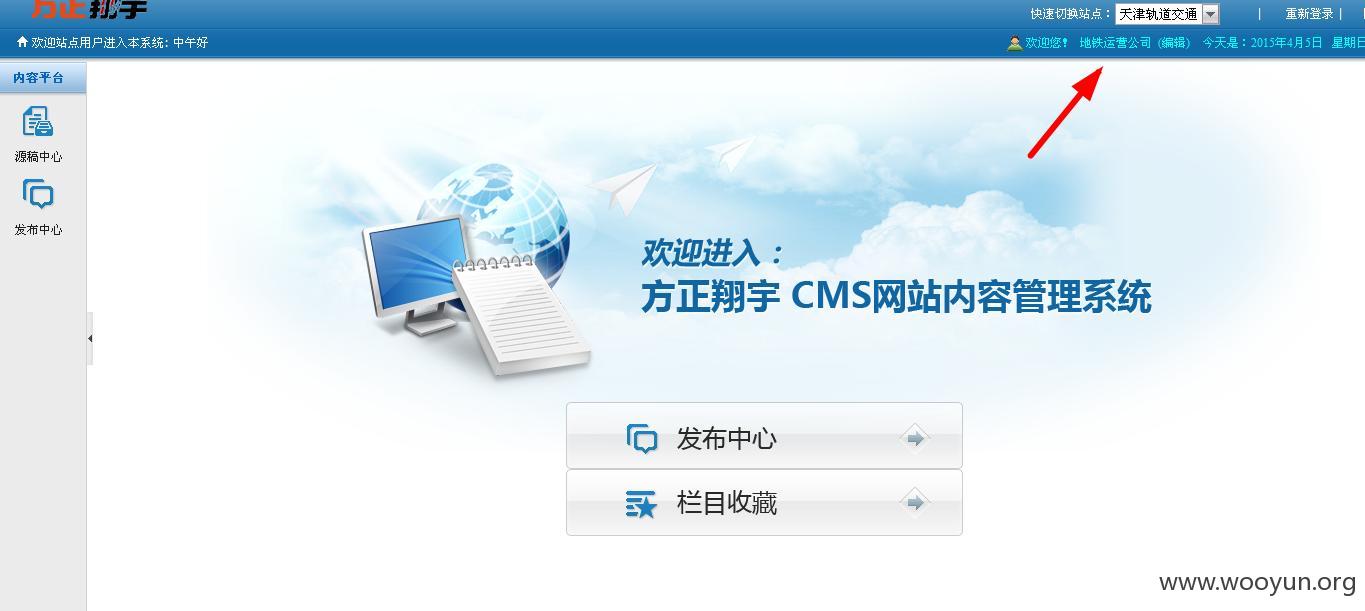 方正翔宇
快速切换站点： 天津轨道交通 | 重新登录 |
欢迎站点用户进入本系统: 中午好
欢迎您! 地铁运营公司 (编辑) 今天是：2015年4月5日 星期日
内容平台
源稿中心
发布中心
欢迎进入：
方正翔宇 CMS网站内容管理系统
发布中心
栏目收藏
www.wooyun.org